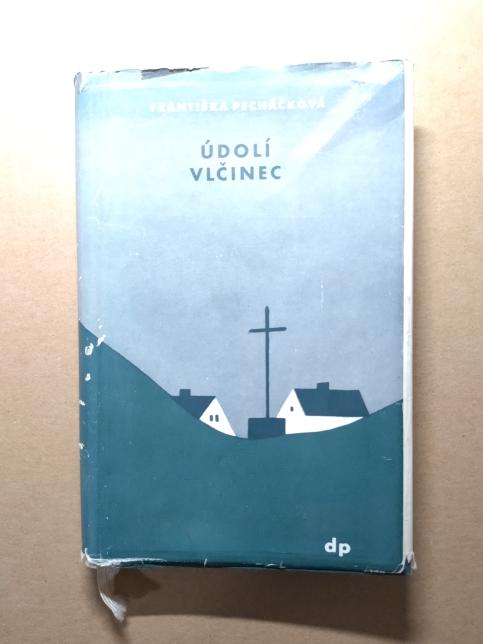 FRANTIŠKA PECHÁČKOVÁ
ÚDOLÍ
VLČINEC
dp